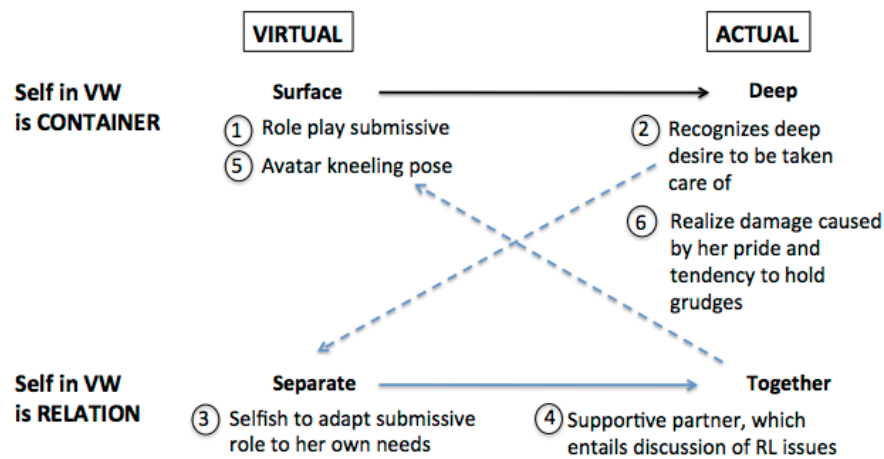 VIRTUAL
ACTUAL
Self in VW
is CONTAINER
Surface
Deep
① Role play submissive
⑤ Avatar kneeling pose
② Recognizes deep
desire to be taken
care of
⑥ Realize damage caused
by her pride and
tendency to hold
grudges
Self in VW
is RELATION
Separate
Together
③ Selfish to adapt submissive
role to her own needs
④ Supportive partner, which
entails discussion of RL issues